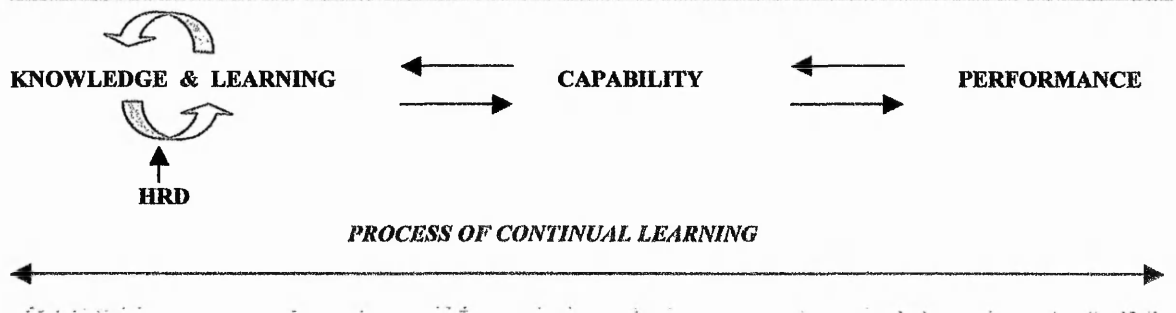 KNOWLEDGE & LEARNING CAPABILITY PERFORMANCE
HRD
PROCESS OF CONTINUAL LEARNING